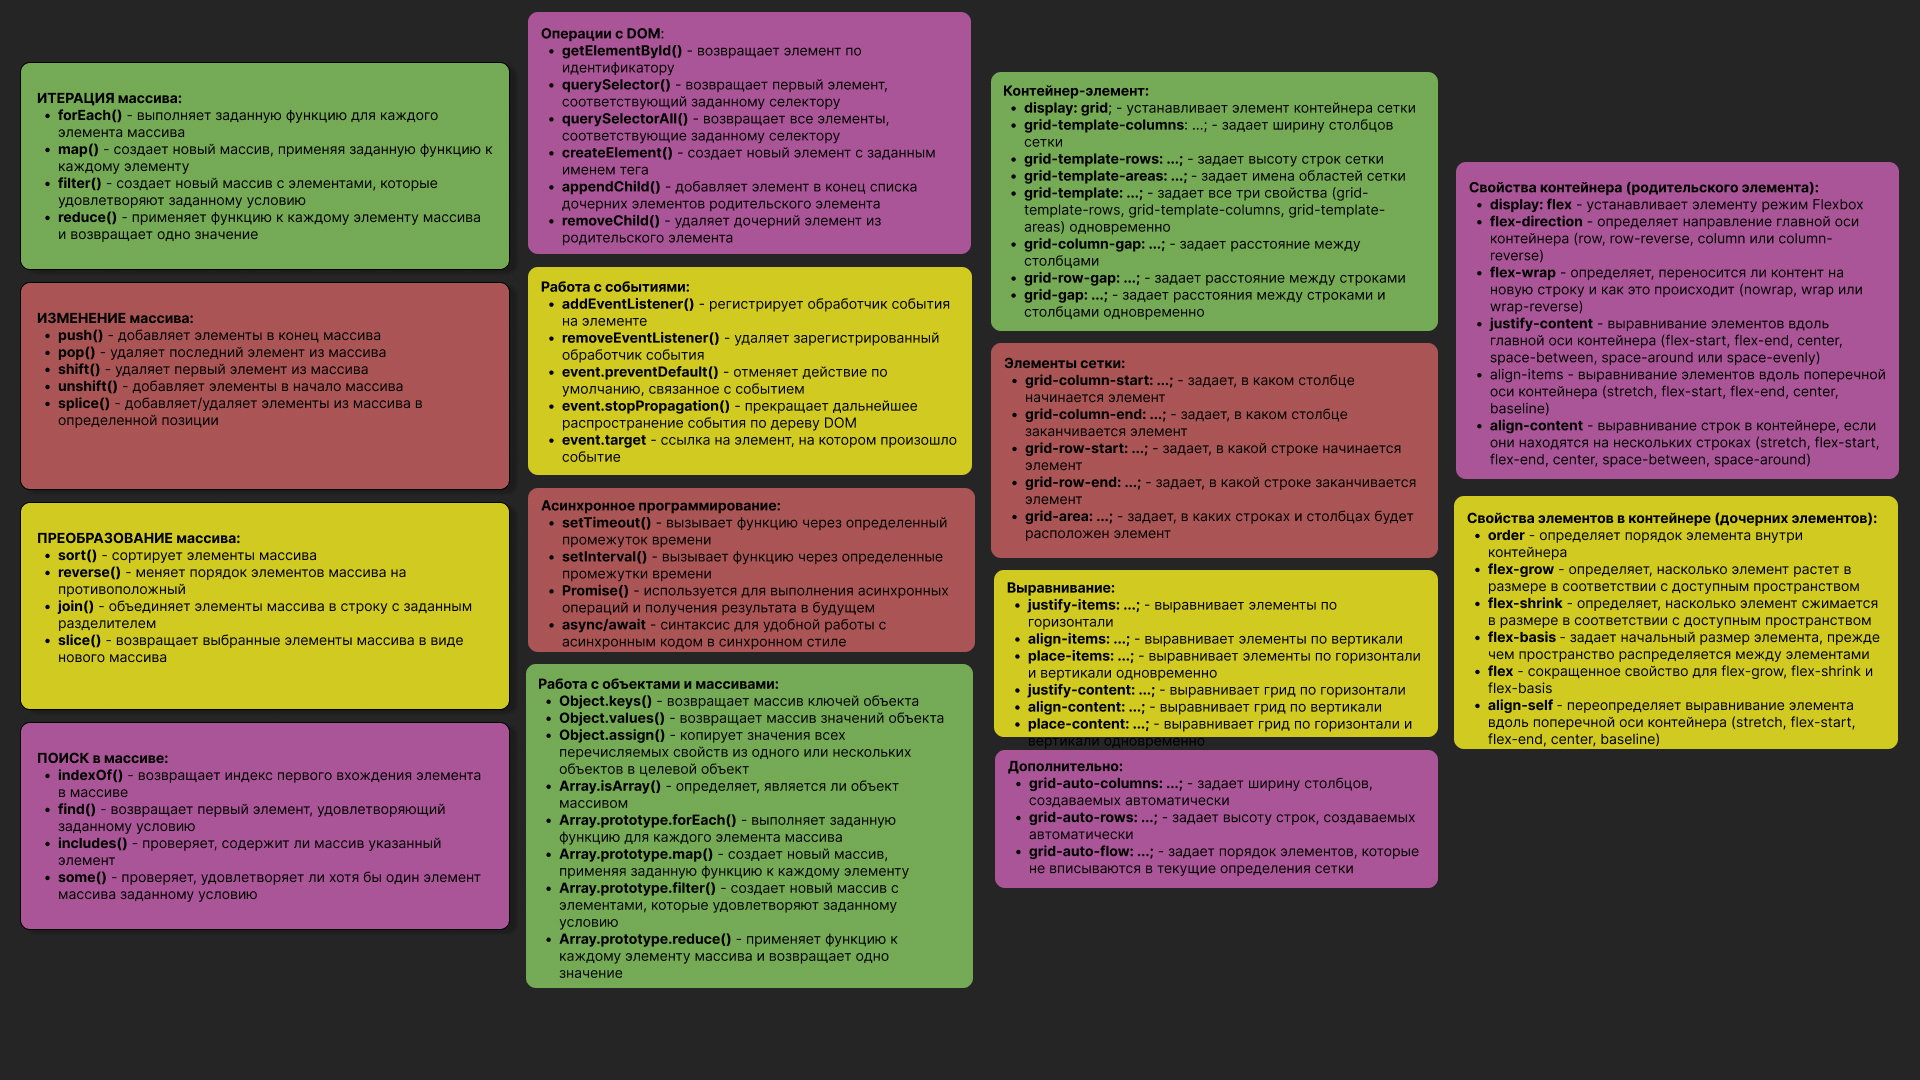 ИТЕРАЦИЯ массива:
• forEach() - выполняет заданную функцию для каждого
элемента массива
• map() - создает новый массив, применяя заданную функцию к
каждому элементу
• filter() - создает новый массив с элементами, которые
удовлетворяют заданному условию
• reduce() - применяет функцию к каждому элементу массива
и возвращает одно значение
ИЗМЕНЕНИЕ массива:
• push() - добавляет элементы в конец массива
• pop() - удаляет последний элемент из массива
• shift() - удаляет первый элемент из массива
• unshift() - добавляет элементы в начало массива
• splice() - добавляет/удаляет элементы из массива в
определенной позиции
ПРЕОБРАЗОВАНИЕ массива:
• sort() - сортирует элементы массива
• reverse() - меняет порядок элементов массива на
противоположный
• join() - объединяет элементы массива в строку с заданным
разделителем
• slice() - возвращает выбранные элементы массива в виде
нового массива
ПОИСК в массиве:
• indexOf() - возвращает индекс первого вхождения элемента
в массиве
• find() - возвращает первый элемент, удовлетворяющий
заданному условию
• includes() - проверяет, содержит ли массив указанный
элемент
• some() - проверяет, удовлетворяет ли хотя бы один элемент
массива заданному условию
Операции с DOM:
• getElementById() - возвращает элемент по
идентификатору
• querySelector() - возвращает первый элемент,
соответствующий заданному селектору
• querySelectorAll() - возвращает все элементы,
соответствующие заданному селектору
• createElement() - создает новый элемент с заданным
именем тега
• appendChild() - добавляет элемент в конец списка
дочерних элементов родительского элемента
• removeChild() - удаляет дочерний элемент из
родительского элемента
Работа с событиями:
• addEventListener() - регистрирует обработчик события
на элементе
• removeEventListener() - удаляет зарегистрированный
обработчик события
• event.preventDefault() - отменяет действие по
умолчанию, связанное с событием
• event.stopPropagation() - прекращает дальнейшее
распространение события по дереву DOM
• event.target - ссылка на элемент, на котором произошло
событие
Асинхронное программирование:
• setTimeout() - вызывает функцию через определенный
промежуток времени
• setInterval() - вызывает функцию через определенные
промежутки времени
• Promise() - используется для выполнения асинхронных
операций и получения результата в будущем
• async/await - синтаксис для удобной работы с
асинхронным кодом в синхронном стиле
Работа с объектами и массивами:
• Object.keys() - возвращает массив ключей объекта
• Object.values() - возвращает массив значений объекта
• Object.assign() - копирует значения всех
перечисляемых свойств из одного или нескольких
объектов в целевой объект
• Array.isArray() - определяет, является ли объект
массивом
• Array.prototype.forEach() - выполняет заданную
функцию для каждого элемента массива
• Array.prototype.map() - создает новый массив,
применяя заданную функцию к каждому элементу
• Array.prototype.filter() - создает новый массив с
элементами, которые удовлетворяют заданному
условию
• Array.prototype.reduce() - применяет функцию к
каждому элементу массива и возвращает одно
значение
Контейнер-элемент:
• display: grid; - устанавливает элемент контейнера сетки
• grid-template-columns: ...; - задает ширину столбцов
сетки
• grid-template-rows: ...; - задает высоту строк сетки
• grid-template-areas: ...; - задает имена областей сетки
• grid-template: ...; - задает все три свойства (grid-
template-rows, grid-template-columns, grid-template-
areas) одновременно
• grid-column-gap: ...; - задает расстояние между
столбцами
• grid-row-gap: ...; - задает расстояние между строками
• grid-gap: ...; - задает расстояния между строками и
столбцами одновременно
Элементы сетки:
• grid-column-start: ...; - задает, в каком столбце
начинается элемент
• grid-column-end: ...; - задает, в каком столбце
заканчивается элемент
• grid-row-start: ...; - задает, в какой строке начинается
элемент
• grid-row-end: ...; - задает, в какой строке заканчивается
элемент
• grid-area: ...; - задает, в каких строках и столбцах будет
расположен элемент
Выравнивание:
• justify-items: ...; - выравнивает элементы по
горизонтали
• align-items: ...; - выравнивает элементы по вертикали
• place-items: ...; - выравнивает элементы по горизонтали
и вертикали одновременно
• justify-content: ...; - выравнивает грид по горизонтали
• align-content: ...; - выравнивает грид по вертикали
• place-content: ...; - выравнивает грид по горизонтали и
вертикали одновременно
Дополнительно:
• grid-auto-columns: ...; - задает ширину столбцов,
создаваемых автоматически
• grid-auto-rows: ...; - задает высоту строк, создаваемых
автоматически
• grid-auto-flow: ...; - задает порядок элементов, которые
не вписываются в текущие определения сетки
Свойства контейнера (родительского элемента):
• display: flex - устанавливает элементу режим Flexbox
• flex-direction - определяет направление главной оси
контейнера (row, row-reverse, column или column-
reverse)
• flex-wrap - определяет, переносится ли контент на
новую строку и как это происходит (nowrap, wrap или
wrap-reverse)
• justify-content - выравнивание элементов вдоль
главной оси контейнера (flex-start, flex-end, center,
space-between, space-around или space-evenly)
• align-items - выравнивание элементов вдоль поперечной
оси контейнера (stretch, flex-start, flex-end, center,
baseline)
• align-content - выравнивание строк в контейнере, если
они находятся на нескольких строках (stretch, flex-start,
flex-end, center, space-between, space-around)
Свойства элементов в контейнере (дочерних элементов):
• order - определяет порядок элемента внутри
контейнера
• flex-grow - определяет, насколько элемент растет в
размере в соответствии с доступным пространством
• flex-shrink - определяет, насколько элемент сжимается
в размере в соответствии с доступным пространством
• flex-basis - задает начальный размер элемента, прежде
чем пространство распределяется между элементами
• flex - сокращенное свойство для flex-grow, flex-shrink и
flex-basis
• align-self - переопределяет выравнивание элемента
вдоль поперечной оси контейнера (stretch, flex-start,
flex-end, center, baseline)